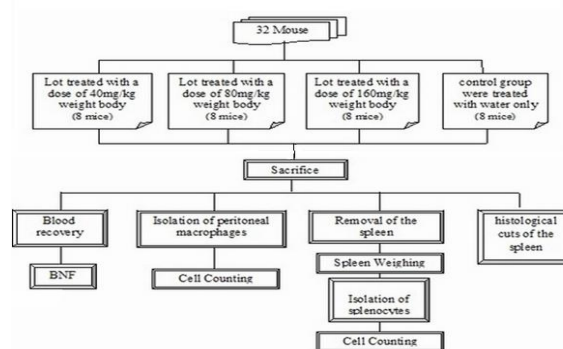 32 Mouse
Lot treated with a
dose of 40mg/kg
weight body
(8 mice)
Lot treated with a
dose of 80mg/kg
weight body
(8 mice)
Lot treated with a
dose of 160mg/kg
weight body
(8 mice)
control group
were treated
with water only
(8 mice)
Sacrifice
Blood
recovery
Isolation of peritoneal
macrophages
Removal of the
spleen
histological
cuts of the
spleen
BNF
Cell Counting
Spleen Weighing
Isolation of
splenocytes
Cell Counting